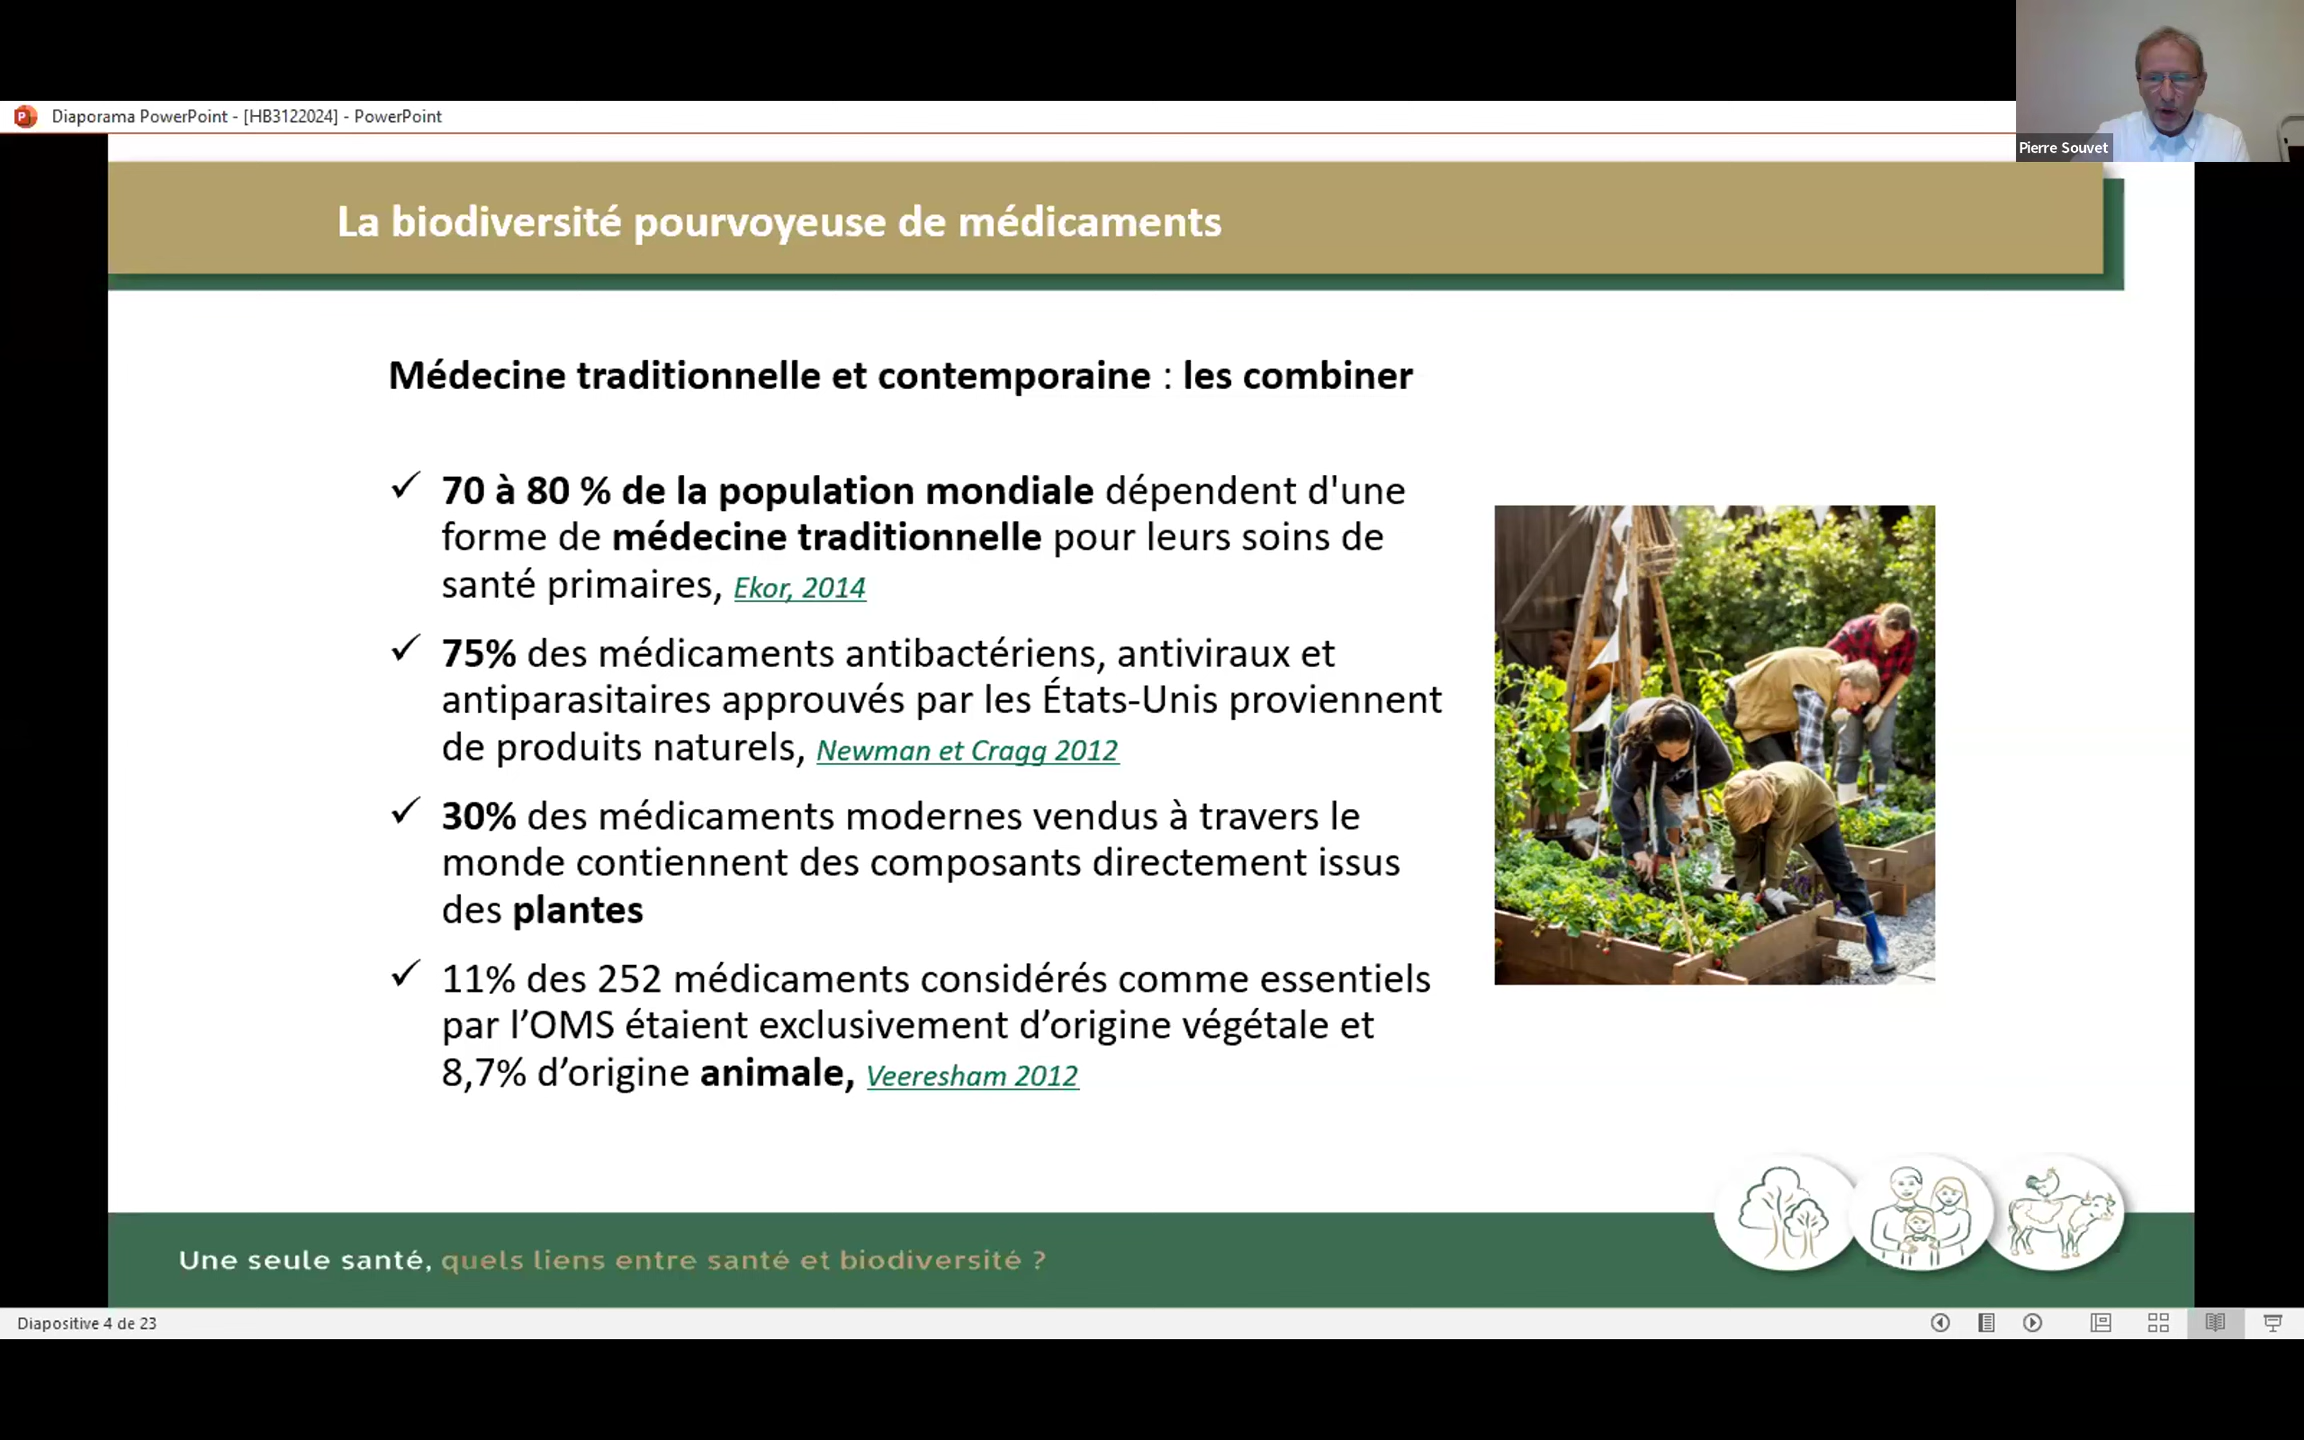 Diaporama PowerPoint - [HB3122024] - PowerPoint
Pierre Souvet
La biodiversité pourvoyeuse de médicaments
Médecine traditionnelle et contemporaine : les combiner
✓ 70 à 80 % de la population mondiale dépendent d'une
forme de médecine traditionnelle pour leurs soins de
santé primaires, Ekor, 2014
✓ 75% des médicaments antibactériens, antiviraux et
antiparasitaires approuvés par les États-Unis proviennent
de produits naturels, Newman et Cragg 2012
✓ 30% des médicaments modernes vendus à travers le
monde contiennent des composants directement issus
des plantes
✓ 11% des 252 médicaments considérés comme essentiels
par l’OMS étaient exclusivement d’origine végétale et
8,7% d’origine animale, Veeresham 2012
Une seule santé, quels liens entre santé et biodiversité ?
Diapositive 4 de 23